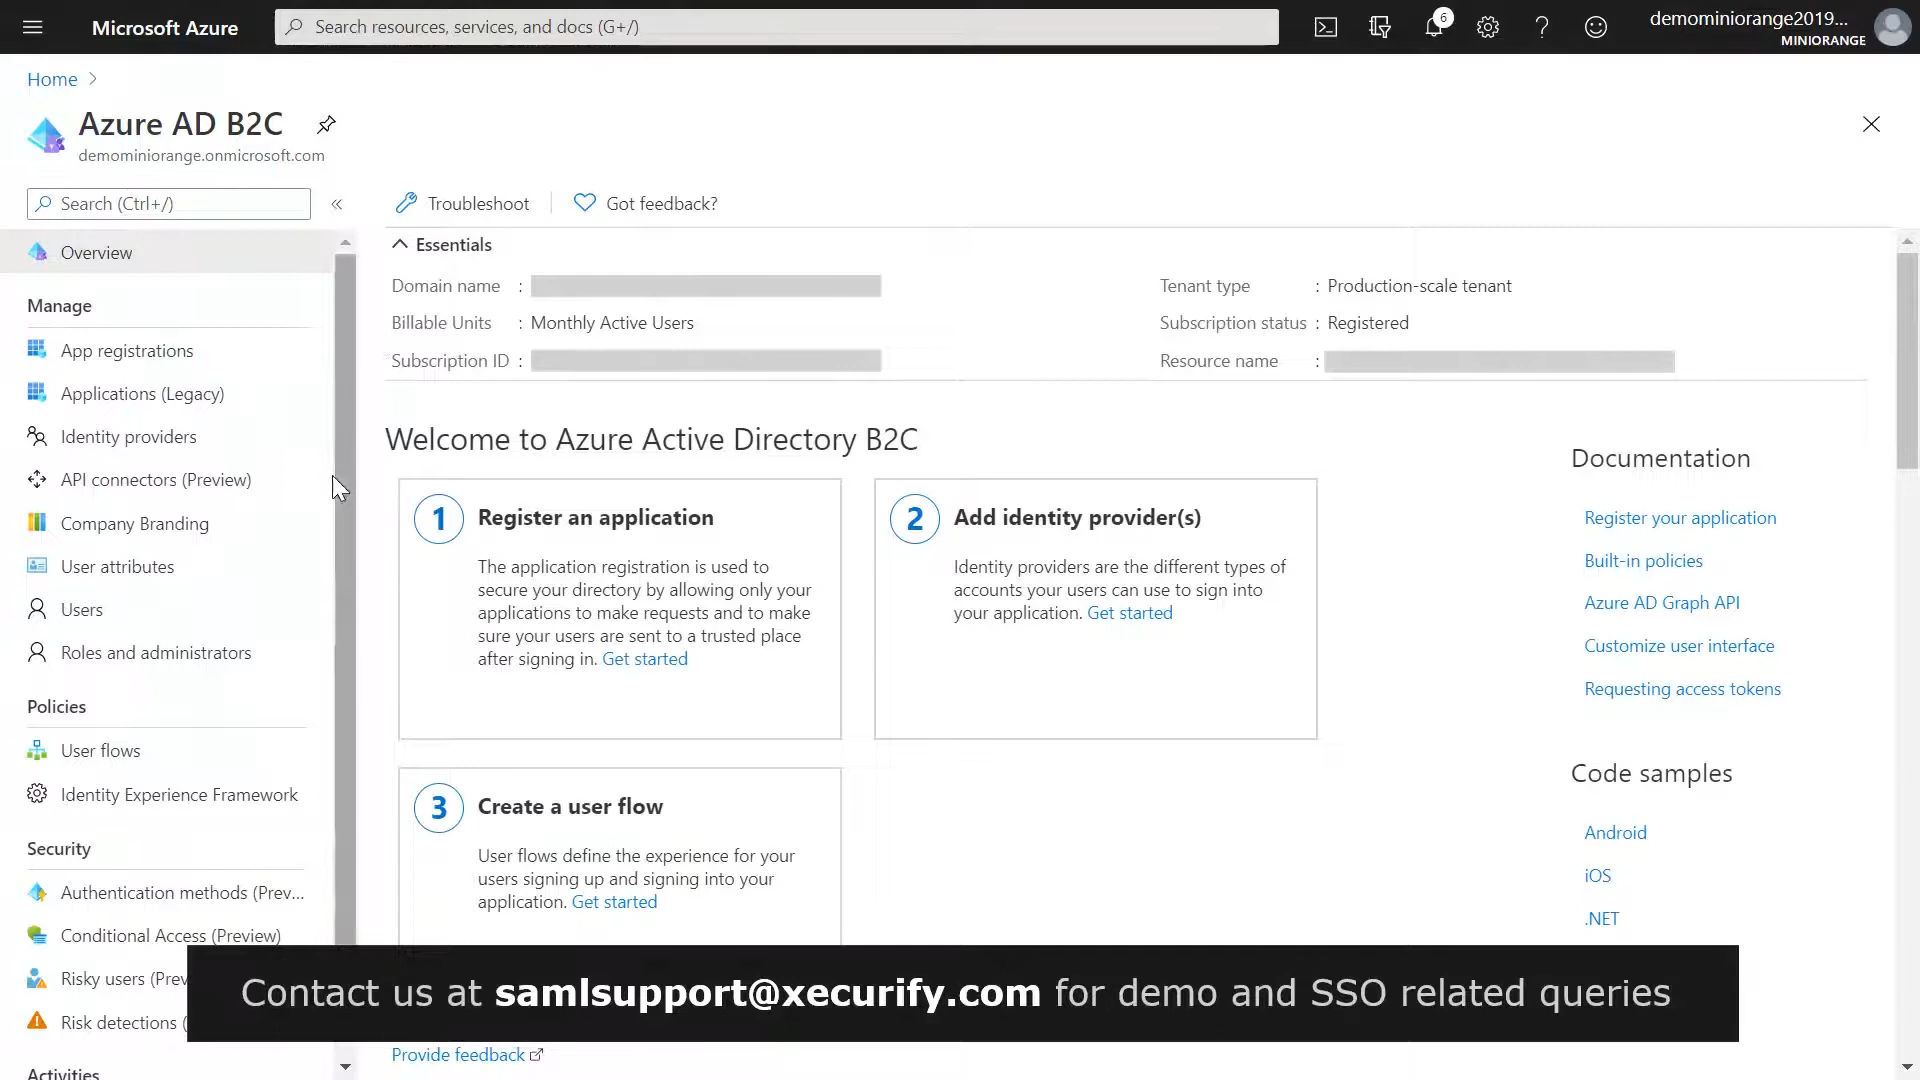 Microsoft Azure
Search resources, services, and docs (G+/)
6
demominiorange2019...
MINIORANGE
Home
Azure AD B2C
demominiorange.onmicrosoft.com
Search (Ctrl+/)
«
Troubleshoot
Got feedback?
Overview
Manage
App registrations
Applications (Legacy)
Identity providers
API connectors (Preview)
Company Branding
User attributes
Users
Roles and administrators
Policies
User flows
Identity Experience Framework
Security
Authentication methods (Prev...
Conditional Access (Preview)
Risky users (Prev
Risk detections (
Activities
Essentials
Domain name :
Billable Units : Monthly Active Users
Subscription ID :
Tenant type : Production-scale tenant
Subscription status : Registered
Resource name :
Welcome to Azure Active Directory B2C
1 Register an application
The application registration is used to
secure your directory by allowing only your
applications to make requests and to make
sure your users are sent to a trusted place
after signing in. Get started
2 Add identity provider(s)
Identity providers are the different types of
accounts your users can use to sign into
your application. Get started
3 Create a user flow
User flows define the experience for your
users signing up and signing into your
application. Get started
Documentation
Register your application
Built-in policies
Azure AD Graph API
Customize user interface
Requesting access tokens
Code samples
Android
iOS
.NET
Contact us at samlsupport@xecurify.com for demo and SSO related queries
Provide feedback